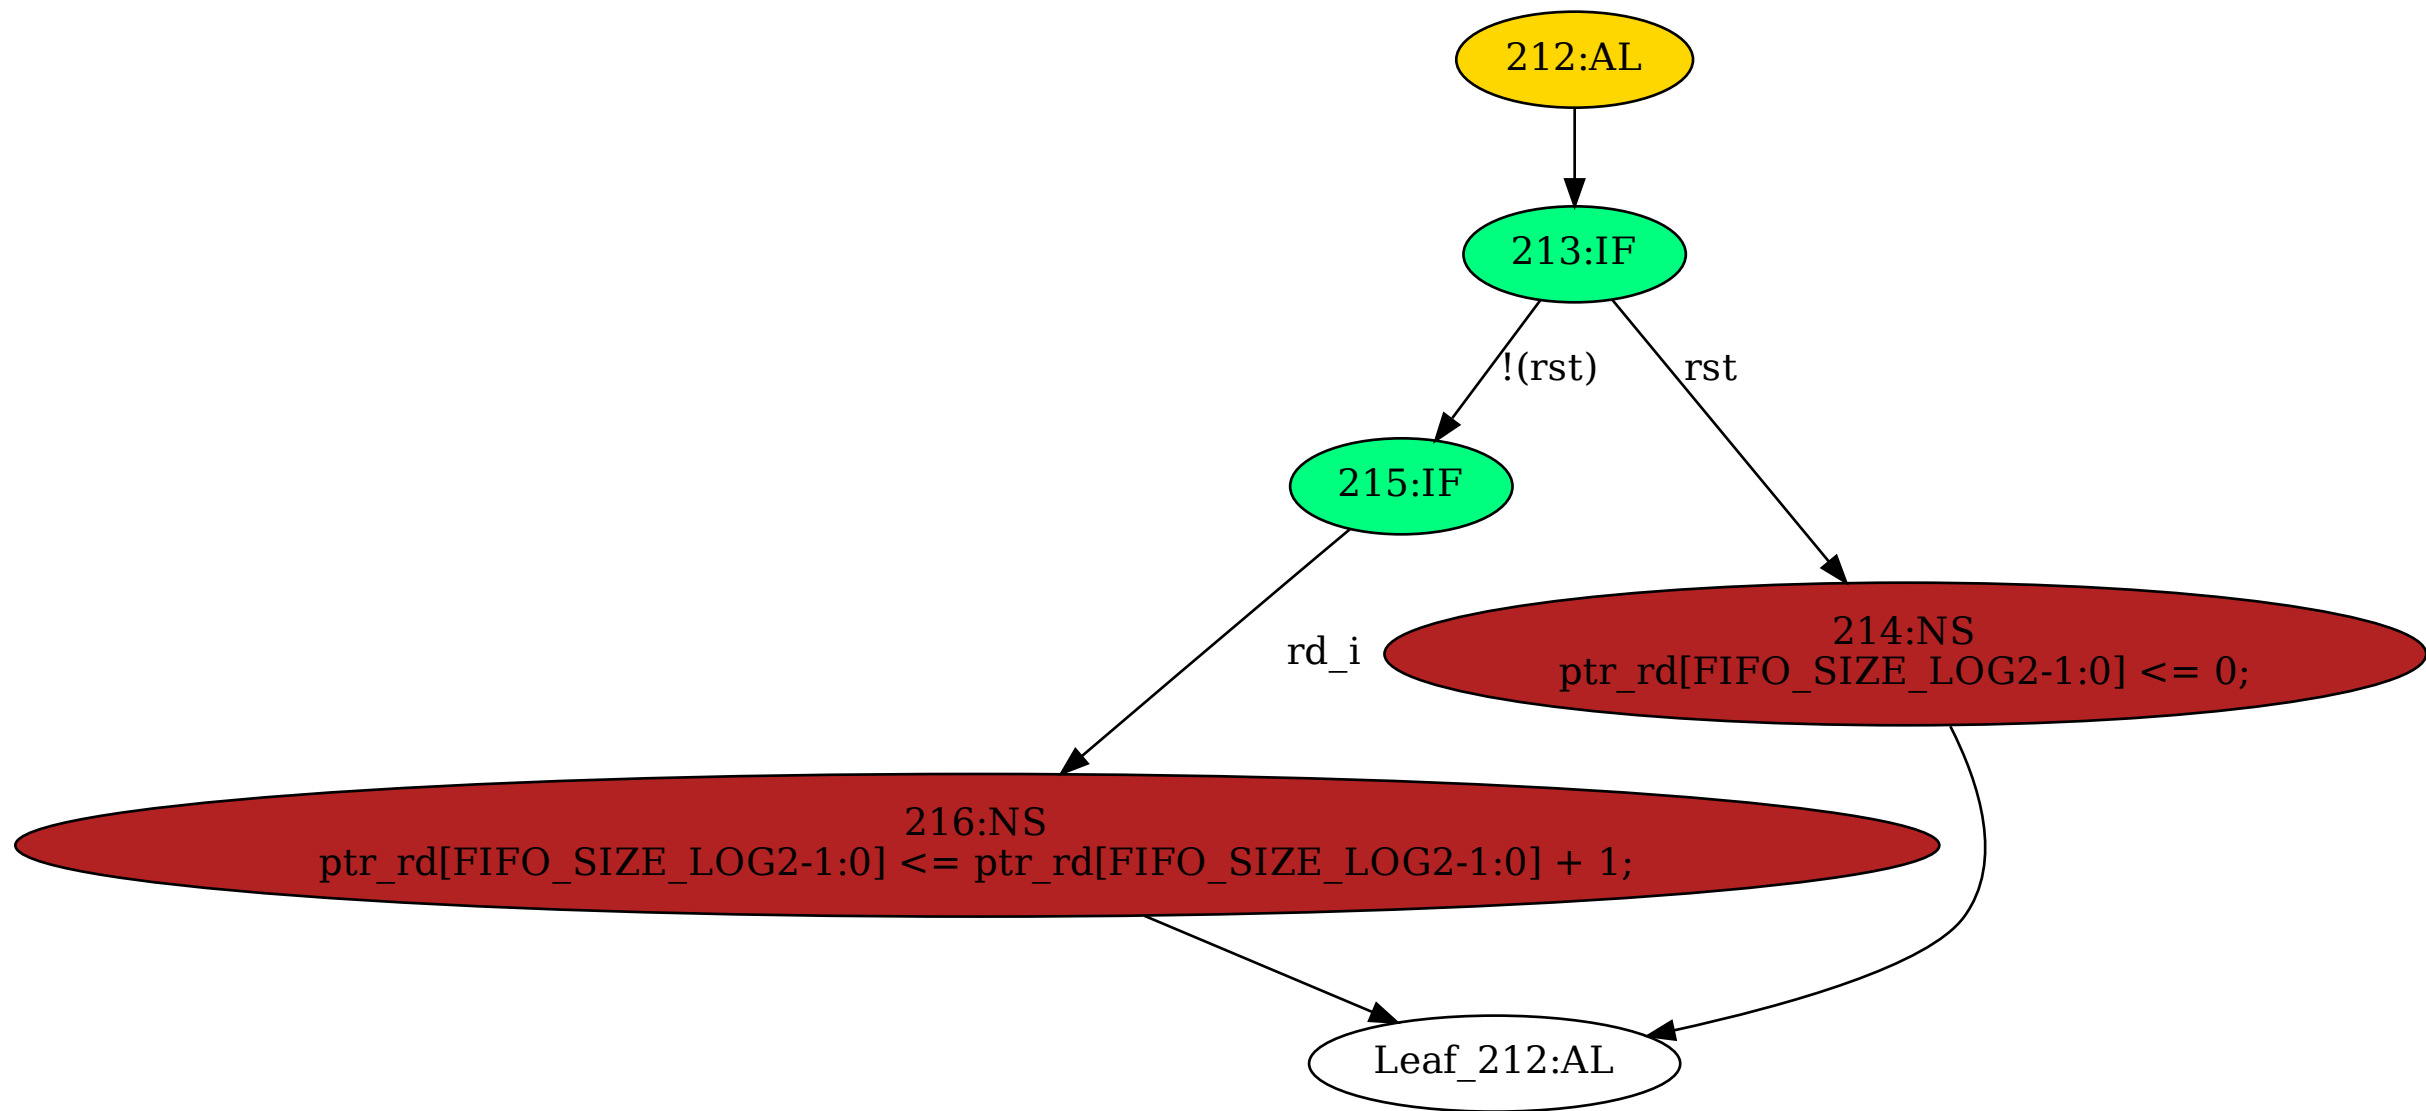 212:AL
213:IF
!(rst)
rst
215:IF
rd_i
214:NS
ptr_rd[FIFO_SIZE_LOG2-1:0] <= 0;
216:NS
ptr_rd[FIFO_SIZE_LOG2-1:0] <= ptr_rd[FIFO_SIZE_LOG2-1:0] + 1;
Leaf_212:AL